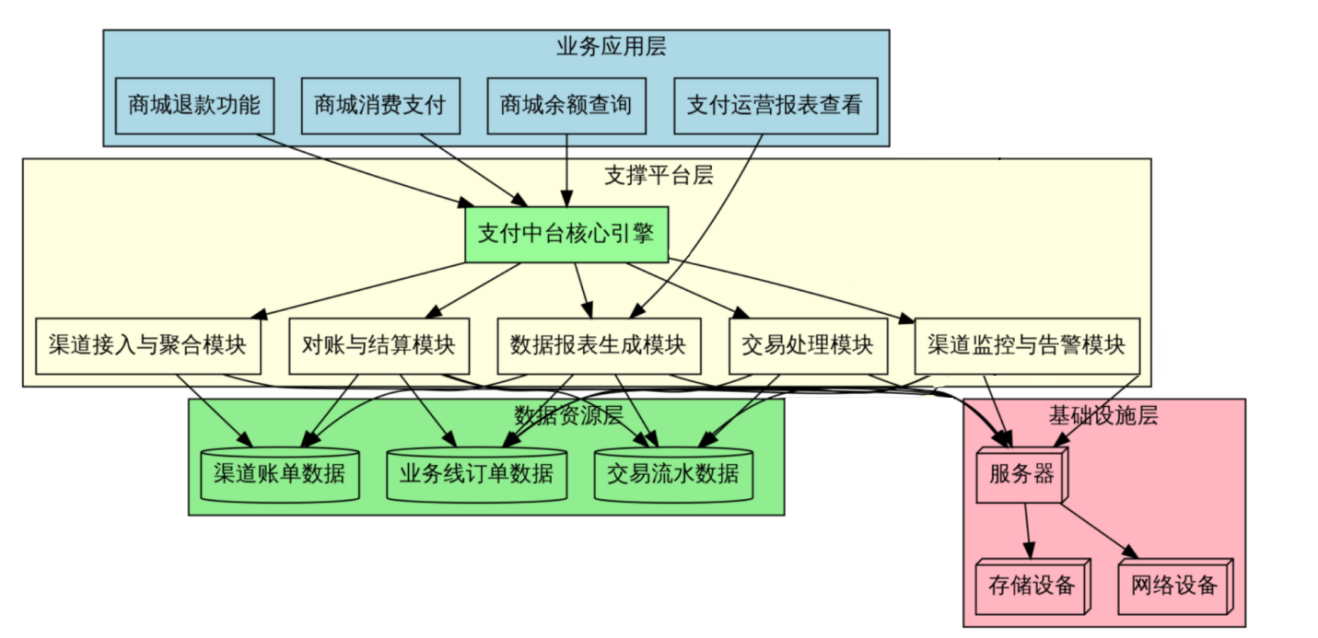 业务应用层
商城退款功能
商城消费支付
商城余额查询
支付运营报表查看
支撑平台层
支付中台核心引擎
渠道接入与聚合模块
对账与结算模块
数据报表生成模块
交易处理模块
渠道监控与告警模块
数据资源层
基础设施层
渠道账单数据
业务线订单数据
交易流水数据
服务器
存储设备
网络设备